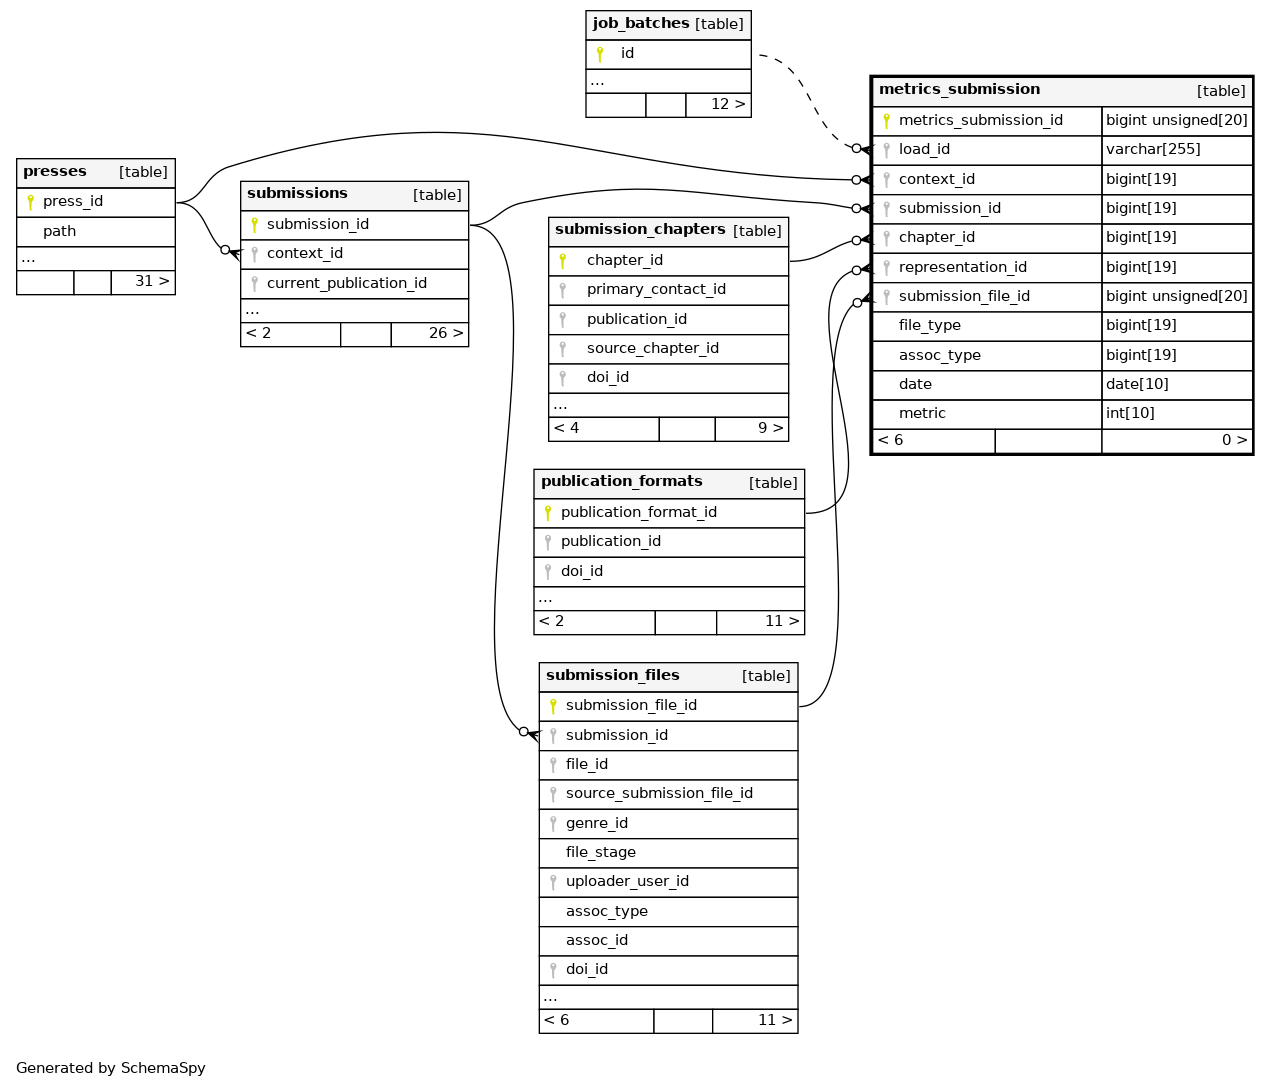 job_batches [table]
id
...
12 >
metrics_submission [table]
metrics_submission_id bigint unsigned[20]
load_id varchar[255]
context_id bigint[19]
submission_id bigint[19]
chapter_id bigint[19]
representation_id bigint[19]
submission_file_id bigint unsigned[20]
file_type bigint[19]
assoc_type bigint[19]
date date[10]
metric int[10]
< 6 0 >
presses [table]
press_id
path
...
31 >
submissions [table]
submission_id
context_id
current_publication_id
...
< 2 26 >
submission_chapters [table]
chapter_id
primary_contact_id
publication_id
source_chapter_id
doi_id
...
< 4 9 >
publication_formats [table]
publication_format_id
publication_id
doi_id
...
< 2 11 >
submission_files [table]
submission_file_id
submission_id
file_id
source_submission_file_id
genre_id
file_stage
uploader_user_id
assoc_type
assoc_id
doi_id
...
< 6 11 >
Generated by SchemaSpy